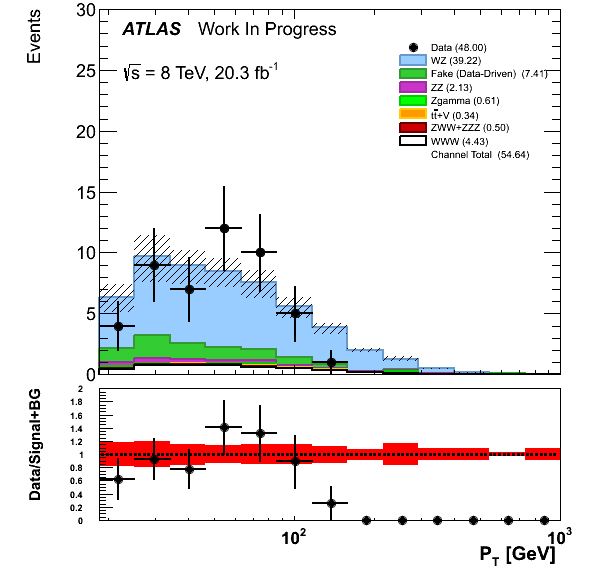 Events
30
25
20
15
10
5
0
ATLAS Work In Progress
√s = 8 TeV, 20.3 fb⁻¹
Data (48.00)
WZ (39.22)
Fake (Data-Driven) (7.41)
ZZ (2.13)
Zgamma (0.61)
tt̄+V (0.34)
ZWW+ZZZ (0.50)
WWW (4.43)
Channel Total (54.64)
Data/Signal+BG
2
1.8
1.6
1.4
1.2
1
0.8
0.6
0.4
0.2
0
10²
10³
P_T [GeV]